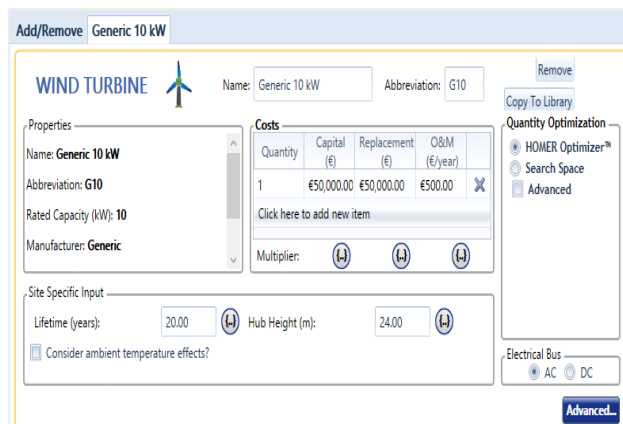 Add/Remove Generic 10 kW
WIND TURBINE
Name: Generic 10 kW
Abbreviation: G10
Remove
Copy To Library
Properties
Name: Generic 10 kW
Abbreviation: G10
Rated Capacity (kW): 10
Manufacturer: Generic
Costs
Quantity Capital (€) Replacement (€) O&M (€/year)
1 €50,000.00 €50,000.00 €500.00
Click here to add new item
Multiplier: {..} {..} {..}
Quantity Optimization
HOMER Optimizer™
Search Space
Advanced
Site Specific Input
Lifetime (years): 20.00 {..} Hub Height (m): 24.00 {..}
Consider ambient temperature effects?
Electrical Bus
AC DC
Advanced...